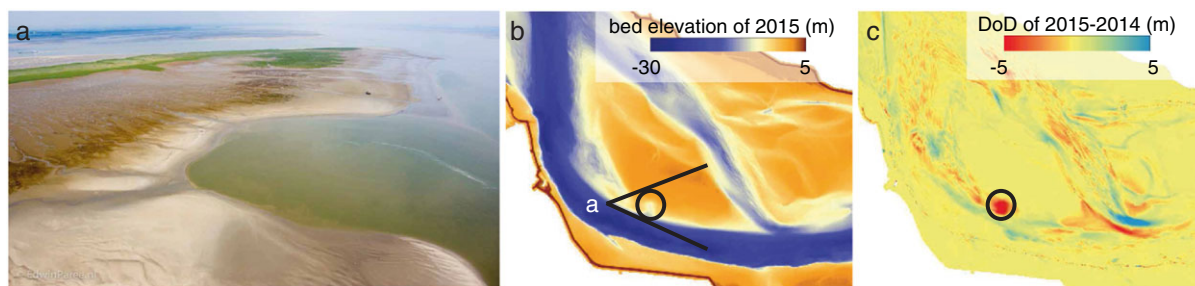 a
b
bed elevation of 2015 (m)
-30 5
a
c
DoD of 2015-2014 (m)
-5 5